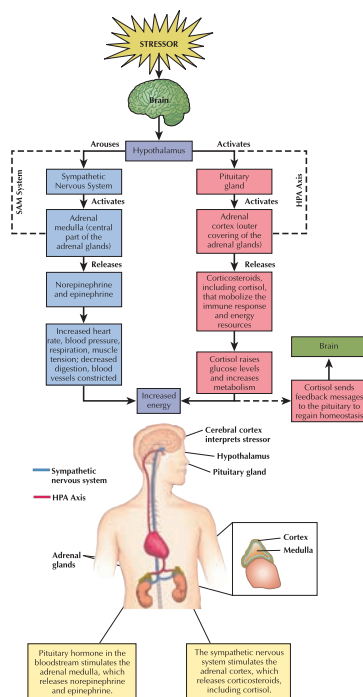 STRESSOR
Brain
Arouses
Hypothalamus
Activates
SAM System
HPA Axis
Sympathetic
Nervous System
Activates
Adrenal
medulla (central
part of the
adrenal glands)
Releases
Norepinephrine
and epinephrine
Increased heart
rate, blood pressure,
respiration, muscle
tension; decreased
digestion, blood
vessels constricted
Pituitary
gland
Activates
Adrenal
cortex (outer
covering of the
adrenal glands)
Releases
Corticosteroids,
including cortisol,
that mobolize the
immune response
and energy
resources
Cortisol raises
glucose levels
and increases
metabolism
Increased
energy
Brain
Cortisol sends
feedback messages
to the pituitary to
regain homeostasis
Cerebral cortex
interprets stressor
Hypothalamus
Pituitary gland
Sympathetic
nervous system
HPA Axis
Adrenal
glands
Cortex
Medulla
Pituitary hormone in
the bloodstream stimulates the
adrenal medulla, which
releases norepinephrine
and epinephrine.
The sympathetic nervous
system stimulates the
adrenal cortex, which
releases corticosteroids,
including cortisol.